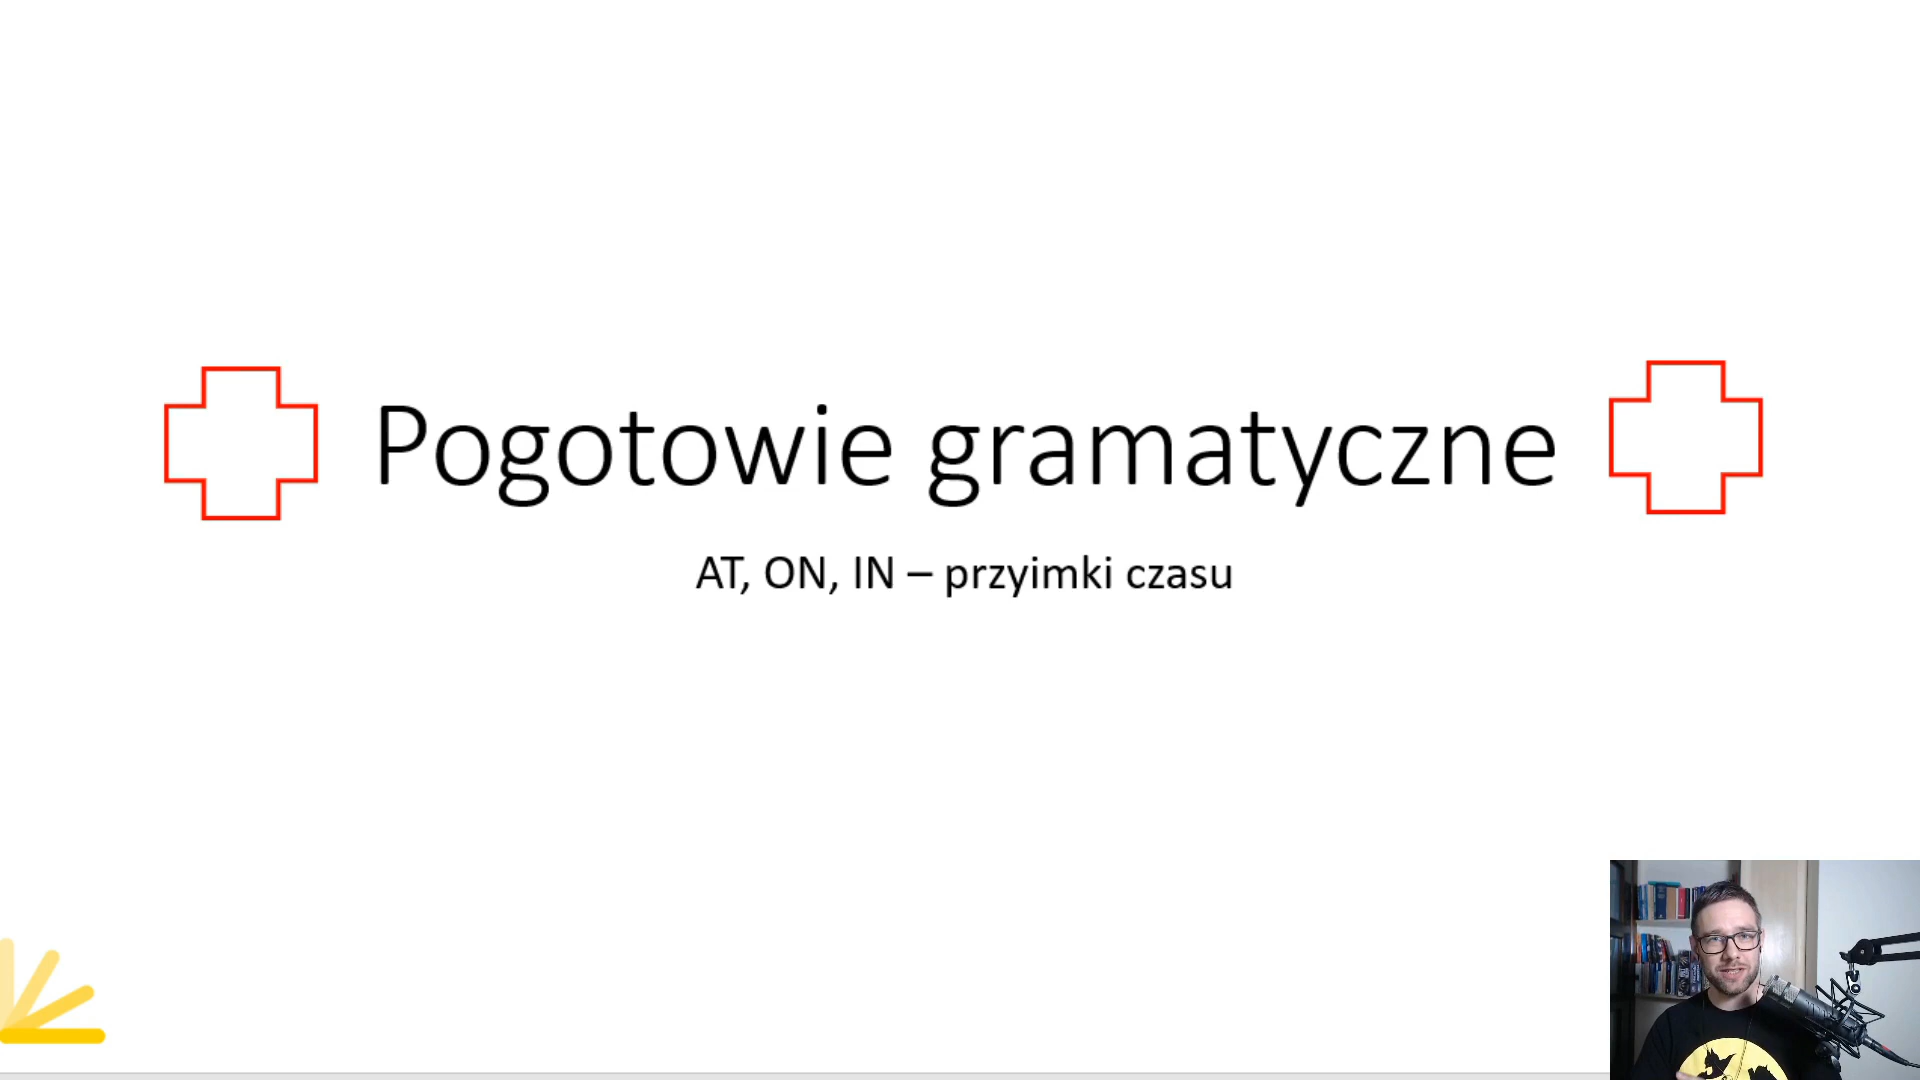 Pogotowie gramatyczne
AT, ON, IN – przyimki czasu